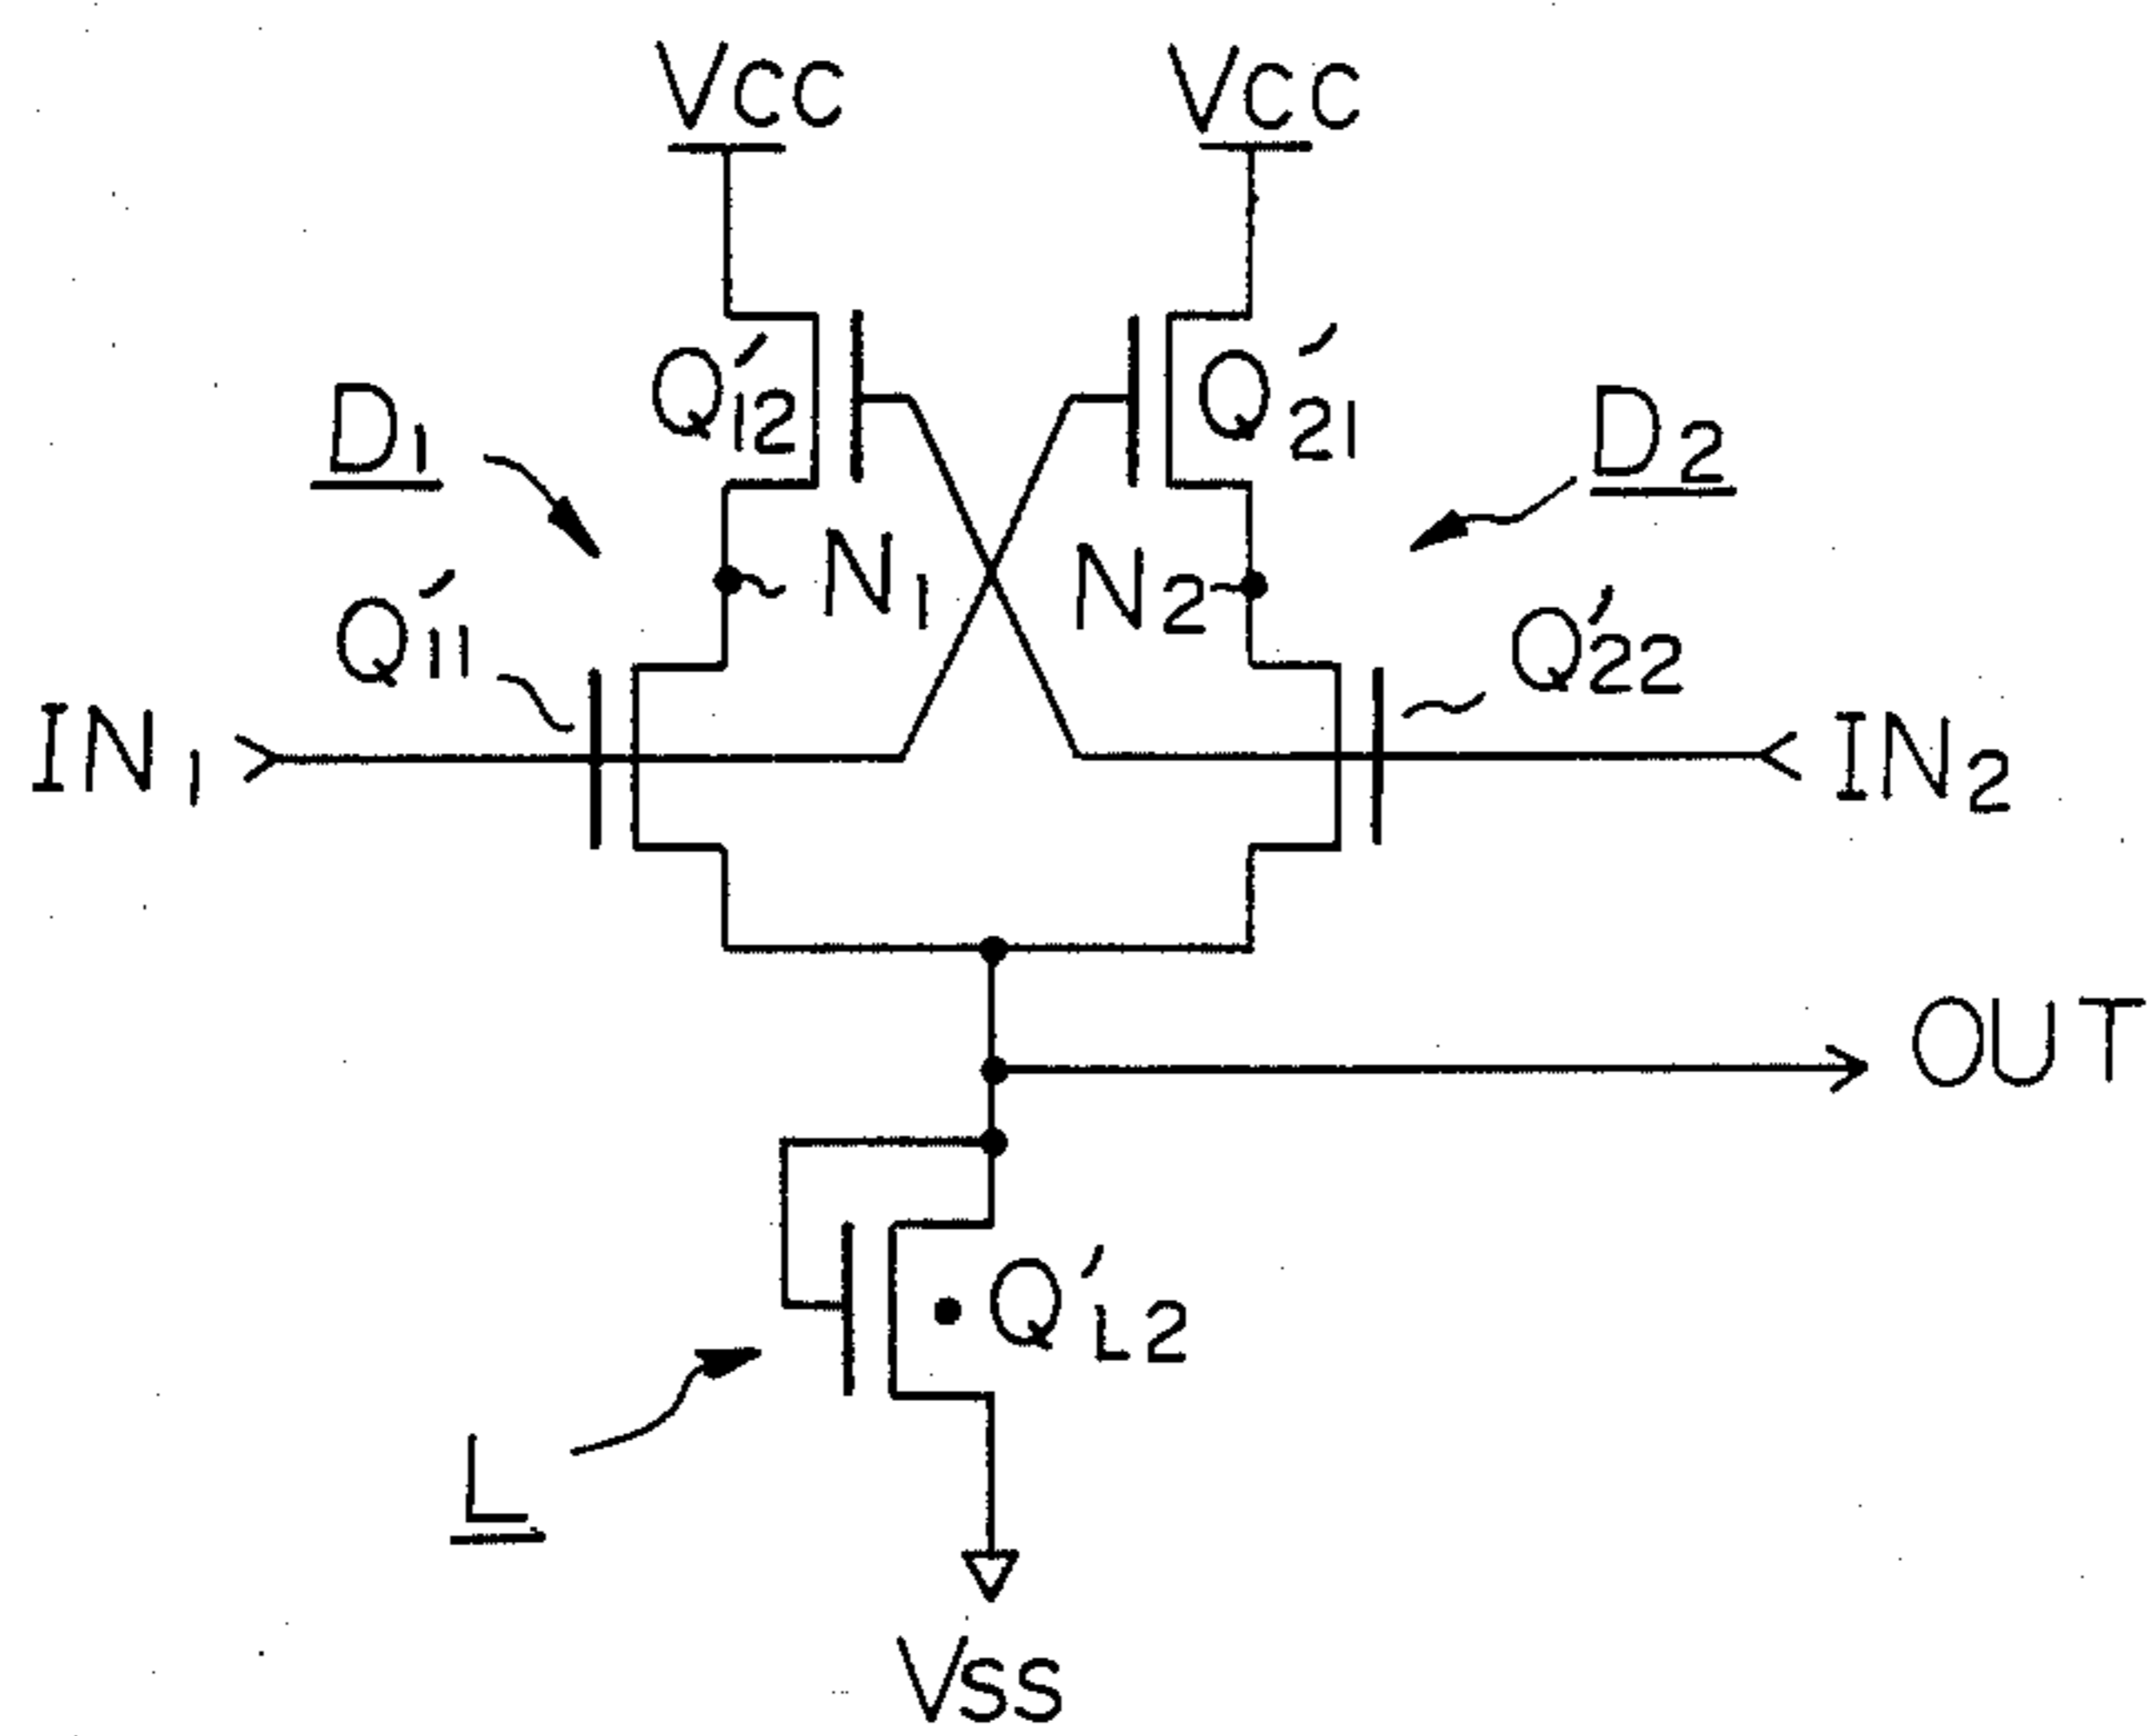 Vcc Vcc
Q'12 Q'21
D1 D2
N1 N2
Q'11 Q'22
IN1 IN2
OUT
Q'L2
L
Vss